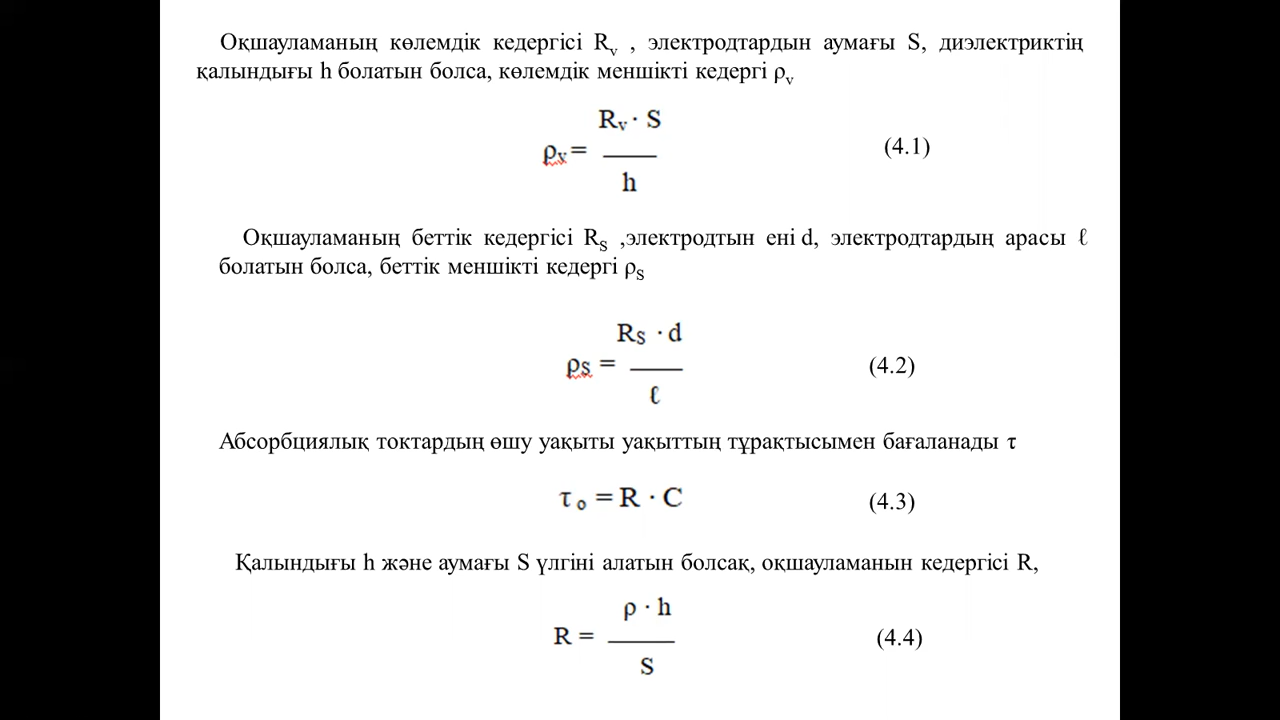 Оқшауламаның көлемдік кедергісі Rv , электродтардын аумағы S, диэлектриктің
қалындығы h болатын болса, көлемдік меншікті кедергі ρv
Rv · S
ρv = ―――
(4.1)
h
Оқшауламаның беттік кедергісі RS ,электродтын ені d, электродтардың арасы ℓ
болатын болса, беттік меншікті кедергі ρS
RS · d
ρS = ―――
(4.2)
ℓ
Абсорбциялық токтардың өшу уақыты уақыттың тұрақтысымен бағаланады τ
τ o = R · C
(4.3)
Қалындығы h және аумағы S үлгіні алатын болсақ, оқшауламанын кедергісі R,
ρ · h
R = ―――
(4.4)
S